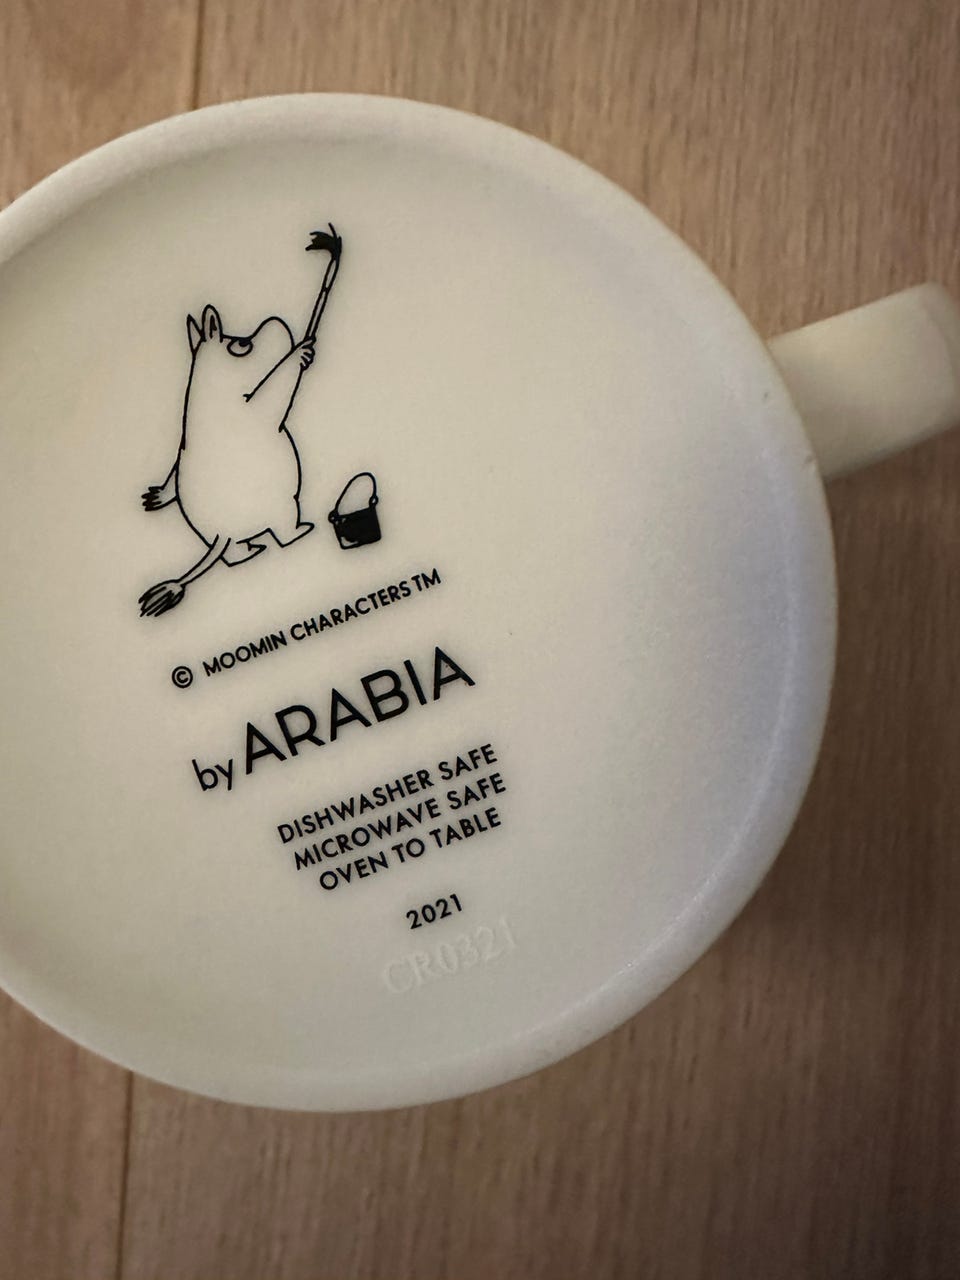 © MOOMIN CHARACTERS TM
by ARABIA
DISHWASHER SAFE
MICROWAVE SAFE
OVEN TO TABLE
2021
CR0321